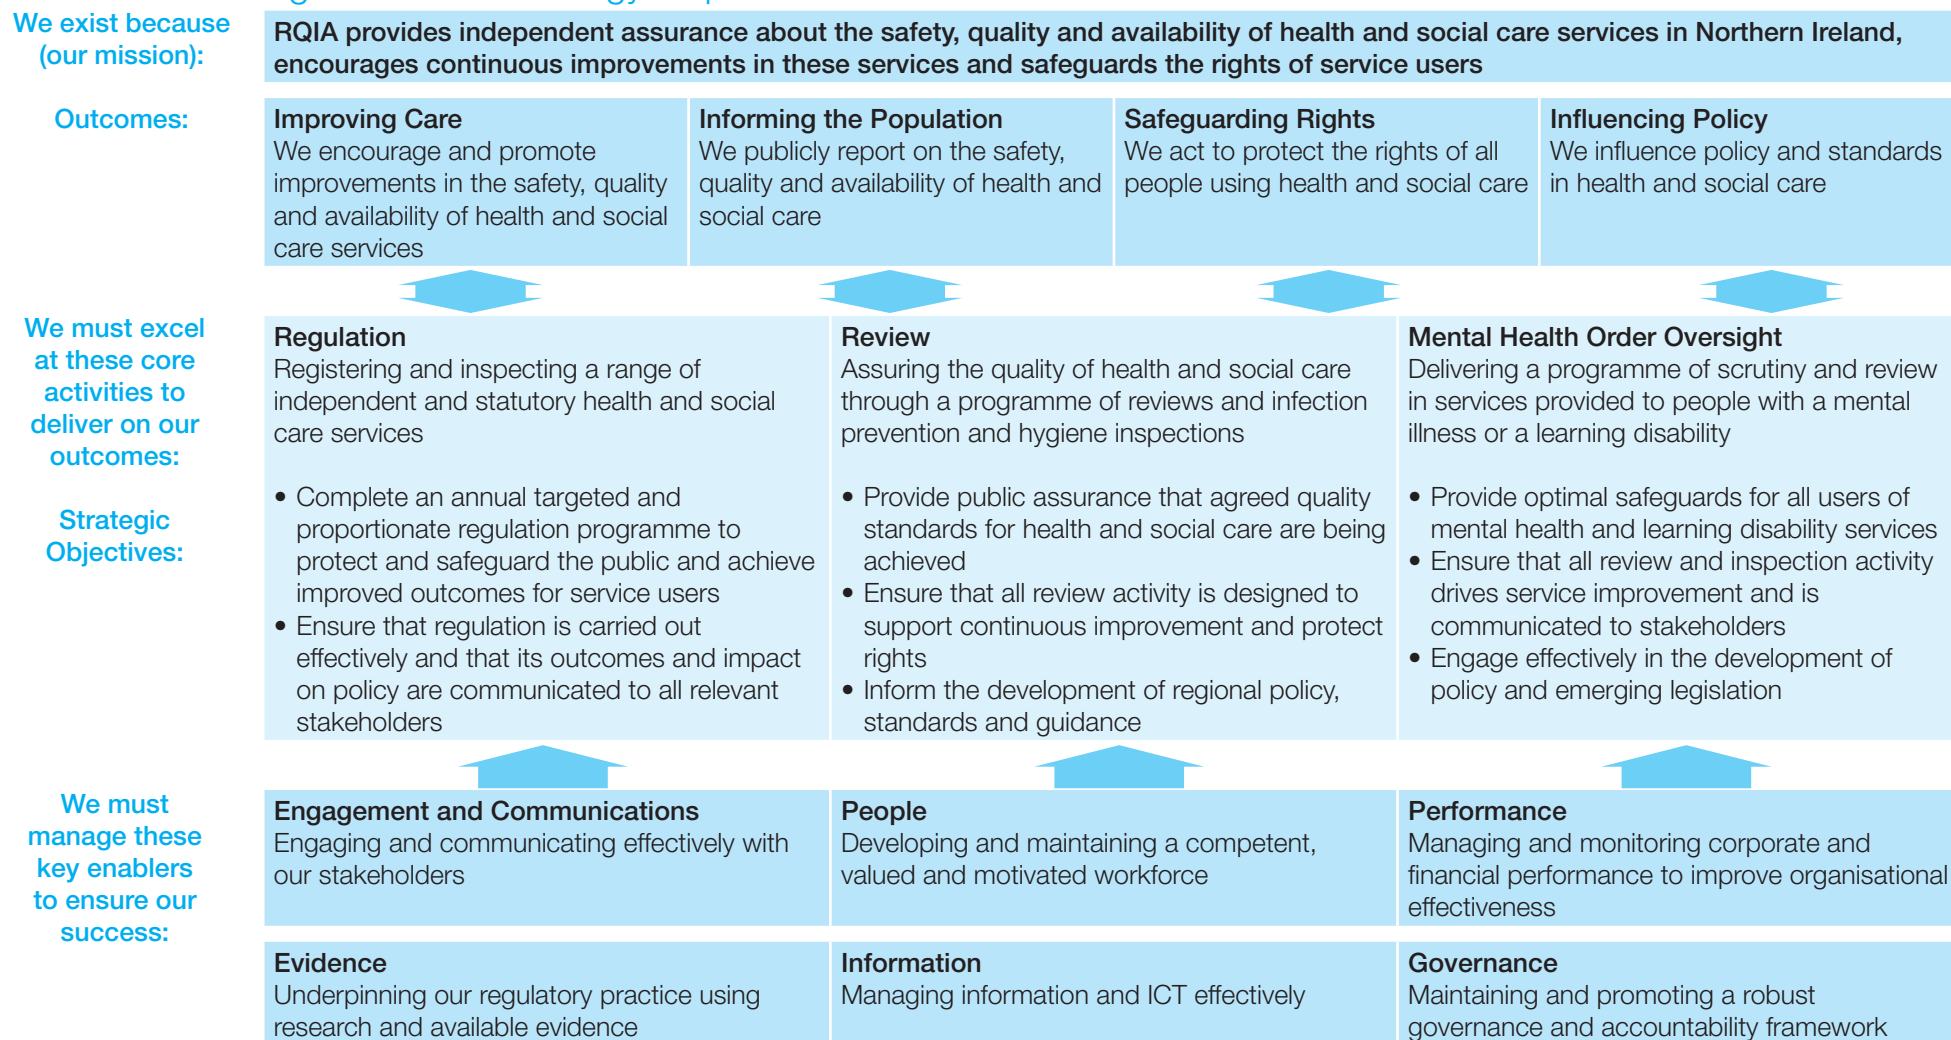 We exist because
(our mission):
RQIA provides independent assurance about the safety, quality and availability of health and social care services in Northern Ireland,
encourages continuous improvements in these services and safeguards the rights of service users
Outcomes:
Improving Care
We encourage and promote
improvements in the safety, quality
and availability of health and social
care services
Informing the Population
We publicly report on the safety,
quality and availability of health and
social care
Safeguarding Rights
We act to protect the rights of all
people using health and social care
Influencing Policy
We influence policy and standards
in health and social care
We must excel
at these core
activities to
deliver on our
outcomes:
Strategic
Objectives:
Regulation
Registering and inspecting a range of
independent and statutory health and social
care services
• Complete an annual targeted and
proportionate regulation programme to
protect and safeguard the public and achieve
improved outcomes for service users
• Ensure that regulation is carried out
effectively and that its outcomes and impact
on policy are communicated to all relevant
stakeholders
Review
Assuring the quality of health and social care
through a programme of reviews and infection
prevention and hygiene inspections
• Provide public assurance that agreed quality
standards for health and social care are being
achieved
• Ensure that all review activity is designed to
support continuous improvement and protect
rights
• Inform the development of regional policy,
standards and guidance
Mental Health Order Oversight
Delivering a programme of scrutiny and review
in services provided to people with a mental
illness or a learning disability
• Provide optimal safeguards for all users of
mental health and learning disability services
• Ensure that all review and inspection activity
drives service improvement and is
communicated to stakeholders
• Engage effectively in the development of
policy and emerging legislation
We must
manage these
key enablers
to ensure our
success:
Engagement and Communications
Engaging and communicating effectively with
our stakeholders
People
Developing and maintaining a competent,
valued and motivated workforce
Performance
Managing and monitoring corporate and
financial performance to improve organisational
effectiveness
Evidence
Underpinning our regulatory practice using
research and available evidence
Information
Managing information and ICT effectively
Governance
Maintaining and promoting a robust
governance and accountability framework